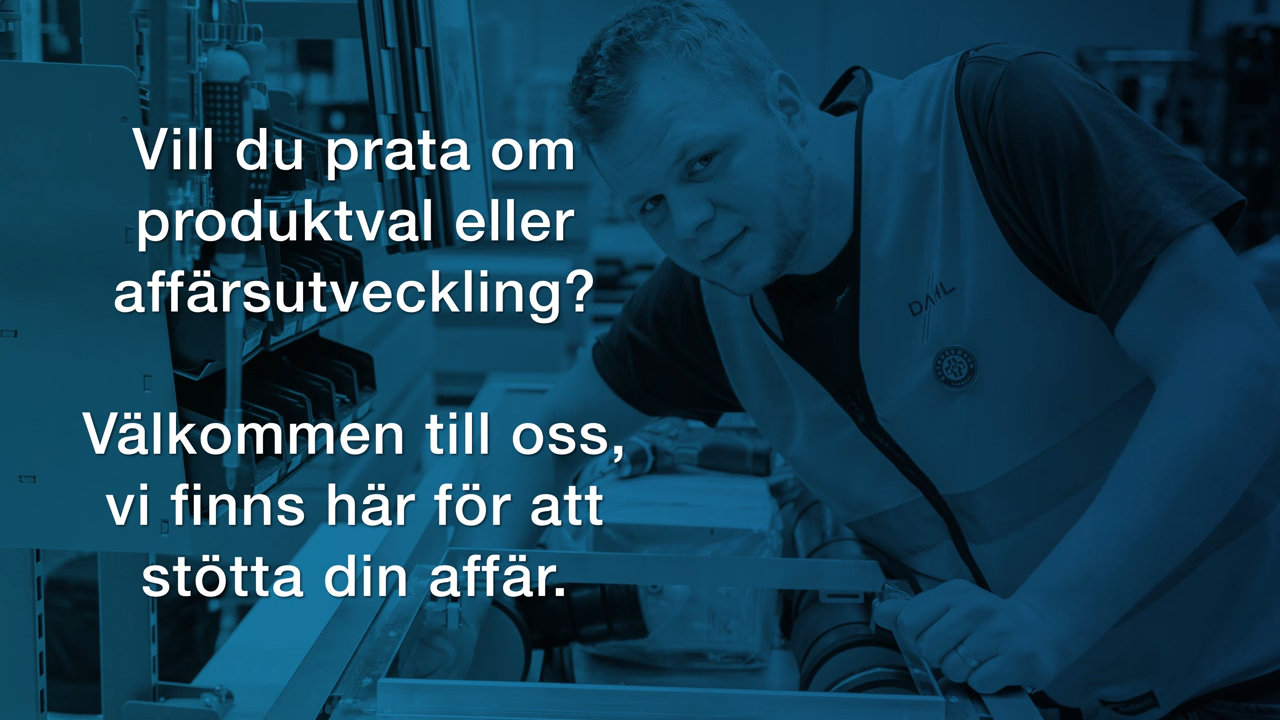 Vill du prata om
produktval eller
affärsutveckling?
Välkommen till oss,
vi finns här för att
stötta din affär.
DAHL